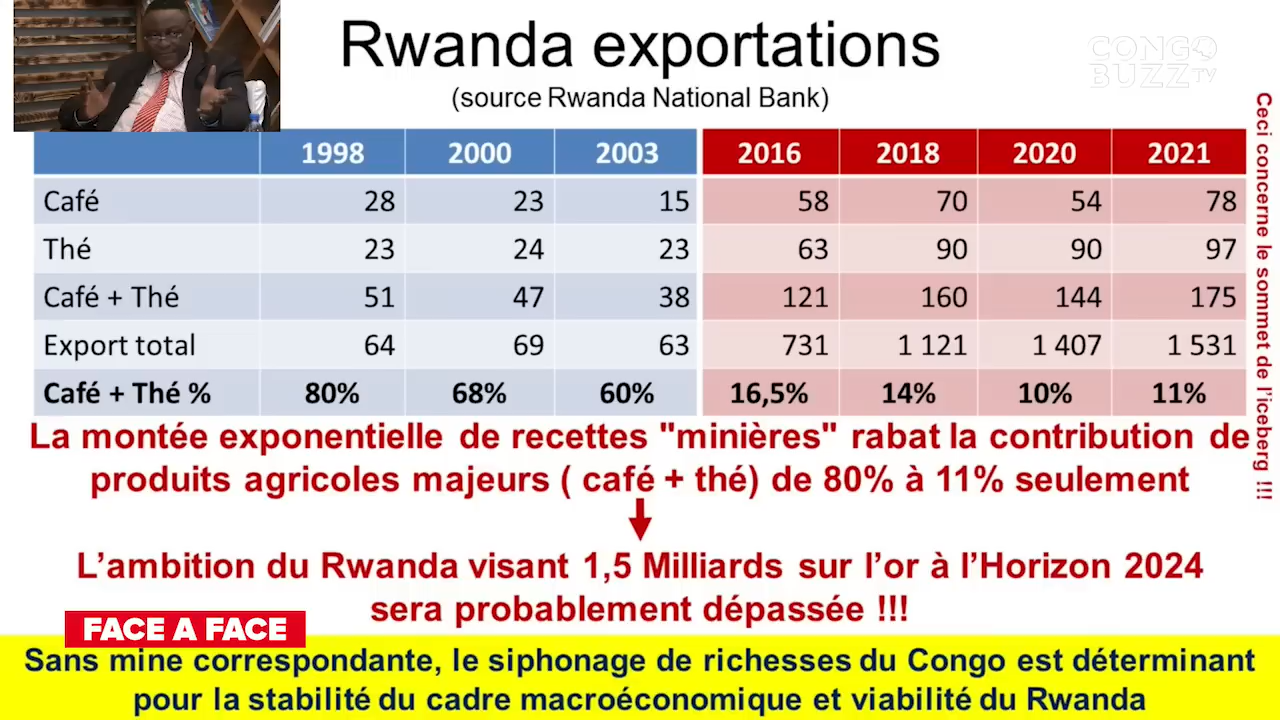 Rwanda exportations
(source Rwanda National Bank)
CONGO
BUZZ TV
1998 2000 2003 2016 2018 2020 2021
Café 28 23 15 58 70 54 78
Thé 23 24 23 63 90 90 97
Café + Thé 51 47 38 121 160 144 175
Export total 64 69 63 731 1 121 1 407 1 531
Café + Thé % 80% 68% 60% 16,5% 14% 10% 11%
Ceci concerne le sommet de l'iceberg !!!
La montée exponentielle de recettes "minières" rabat la contribution de
produits agricoles majeurs ( café + thé) de 80% à 11% seulement
L'ambition du Rwanda visant 1,5 Milliards sur l'or à l'Horizon 2024
sera probablement dépassée !!!
FACE A FACE
Sans mine correspondante, le siphonage de richesses du Congo est déterminant
pour la stabilité du cadre macroéconomique et viabilité du Rwanda